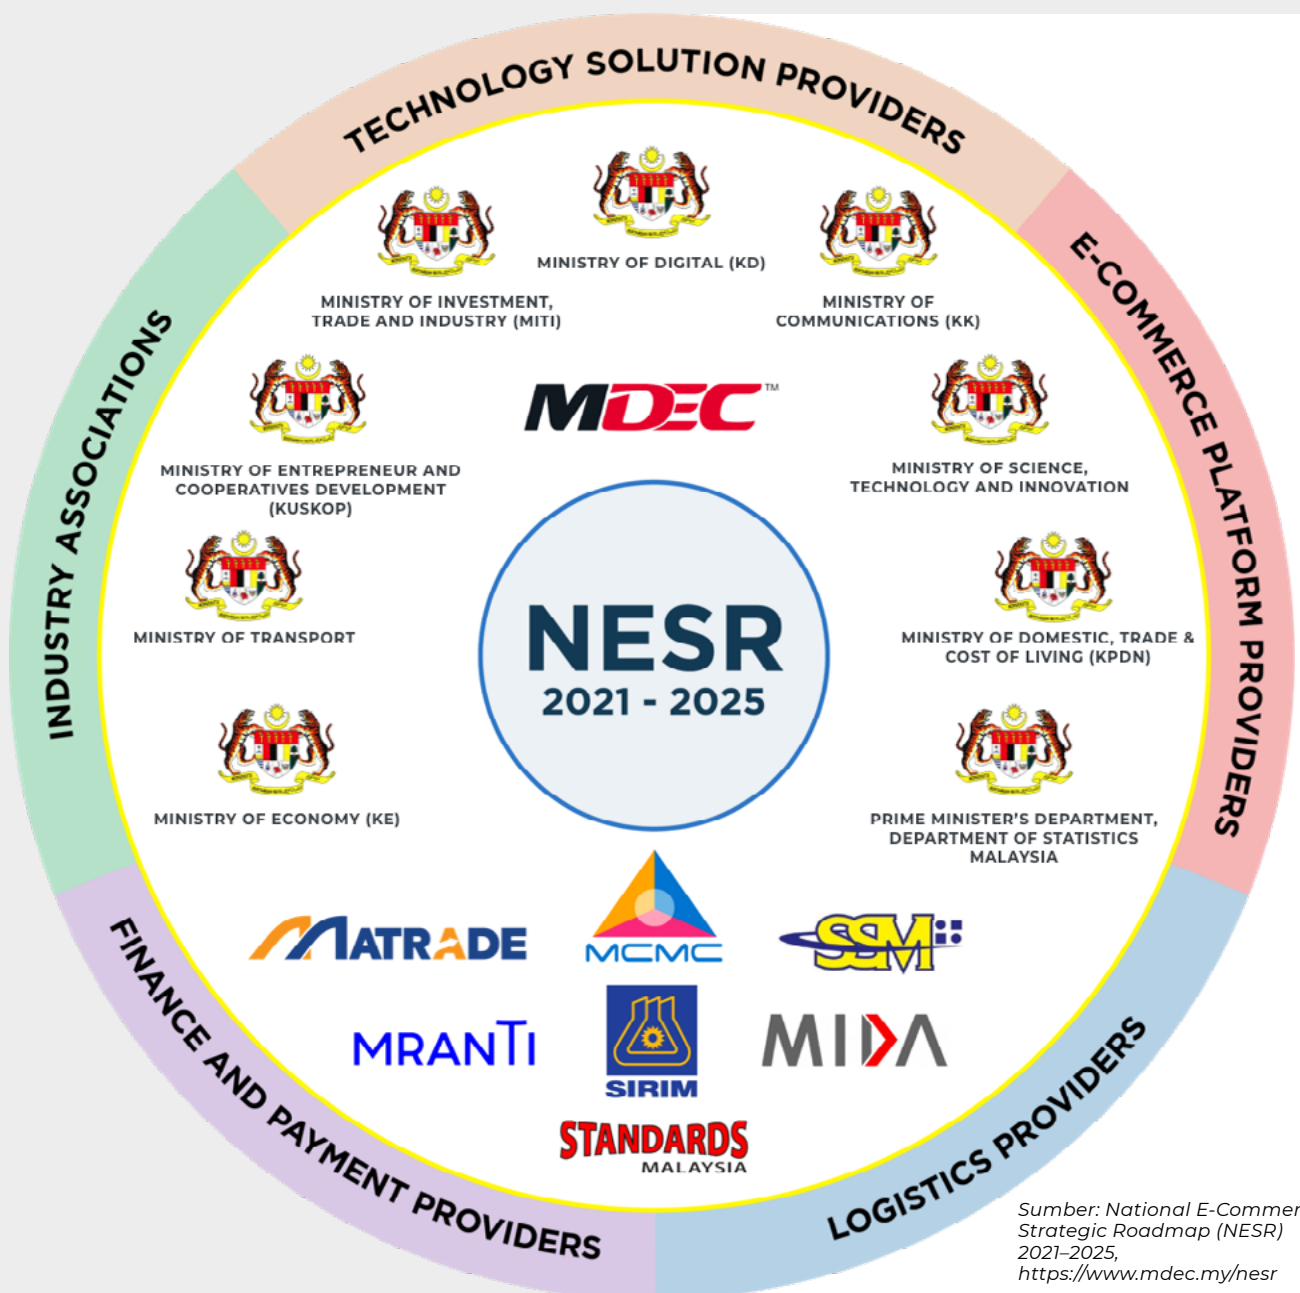 TECHNOLOGY SOLUTION PROVIDERS
E-COMMERCE PLATFORM PROVIDERS
LOGISTICS PROVIDERS
FINANCE AND PAYMENT PROVIDERS
INDUSTRY ASSOCIATIONS
MINISTRY OF DIGITAL (KD)
MINISTRY OF INVESTMENT,
TRADE AND INDUSTRY (MITI)
MINISTRY OF
COMMUNICATIONS (KK)
MDEC™
MINISTRY OF ENTREPRENEUR AND
COOPERATIVES DEVELOPMENT
(KUSKOP)
MINISTRY OF SCIENCE,
TECHNOLOGY AND INNOVATION
MINISTRY OF TRANSPORT
MINISTRY OF DOMESTIC, TRADE &
COST OF LIVING (KPDN)
NESR
2021 - 2025
MINISTRY OF ECONOMY (KE)
PRIME MINISTER'S DEPARTMENT,
DEPARTMENT OF STATISTICS
MALAYSIA
MATRADE
MCMC
SSM
MRANTI
SIRIM
MIDA
STANDARDS
MALAYSIA
Sumber: National E-Commer
Strategic Roadmap (NESR)
2021–2025,
https://www.mdec.my/nesr